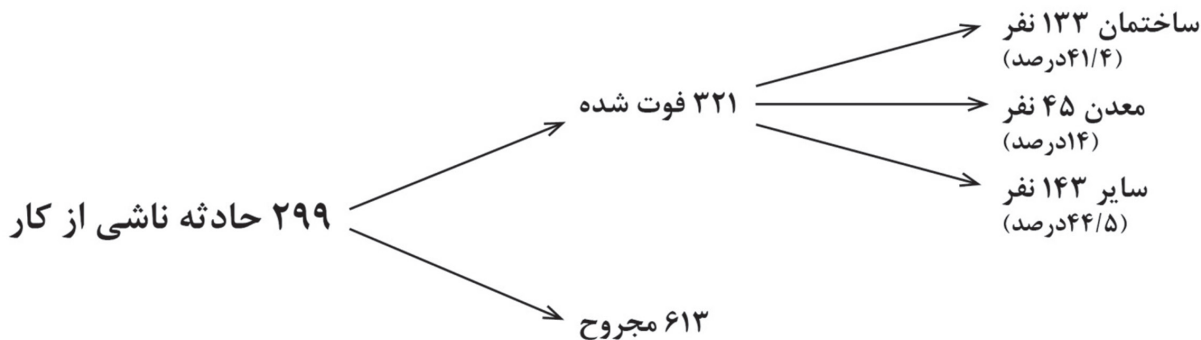 ۲۹۹ حادثه ناشی از کار
۳۲۱ فوت شده
ساختمان ۱۳۳ نفر
(۴۱/۴درصد)
معدن ۴۵ نفر
(۱۴درصد)
سایر ۱۴۳ نفر
(۴۴/۵درصد)
۶۱۳ مجروح